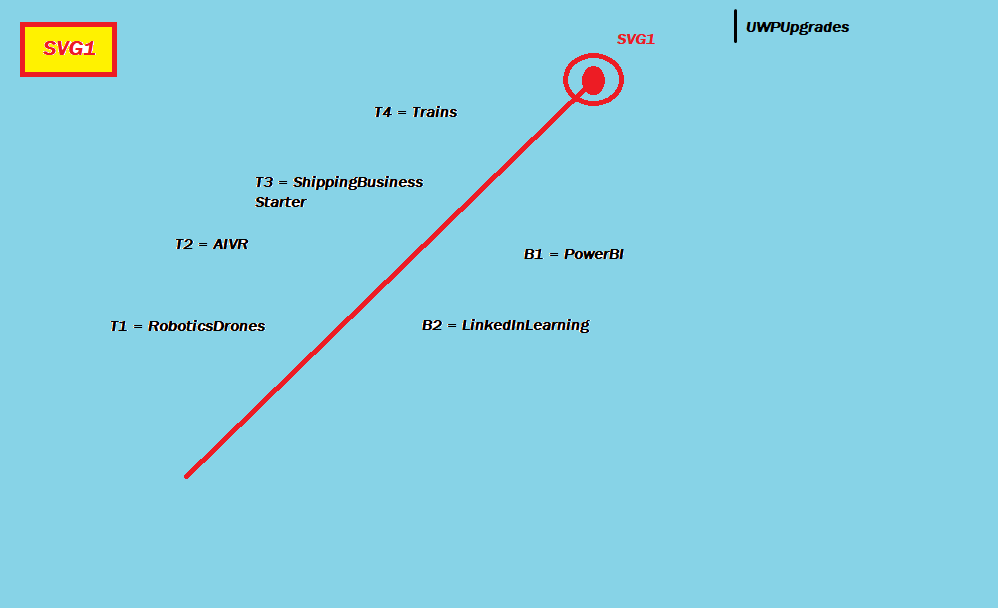 SVG1
UWPUpgrades
SVG1
T4 = Trains
T3 = ShippingBusiness
Starter
T2 = AIVR
B1 = PowerBI
T1 = RoboticsDrones
B2 = LinkedInLearning